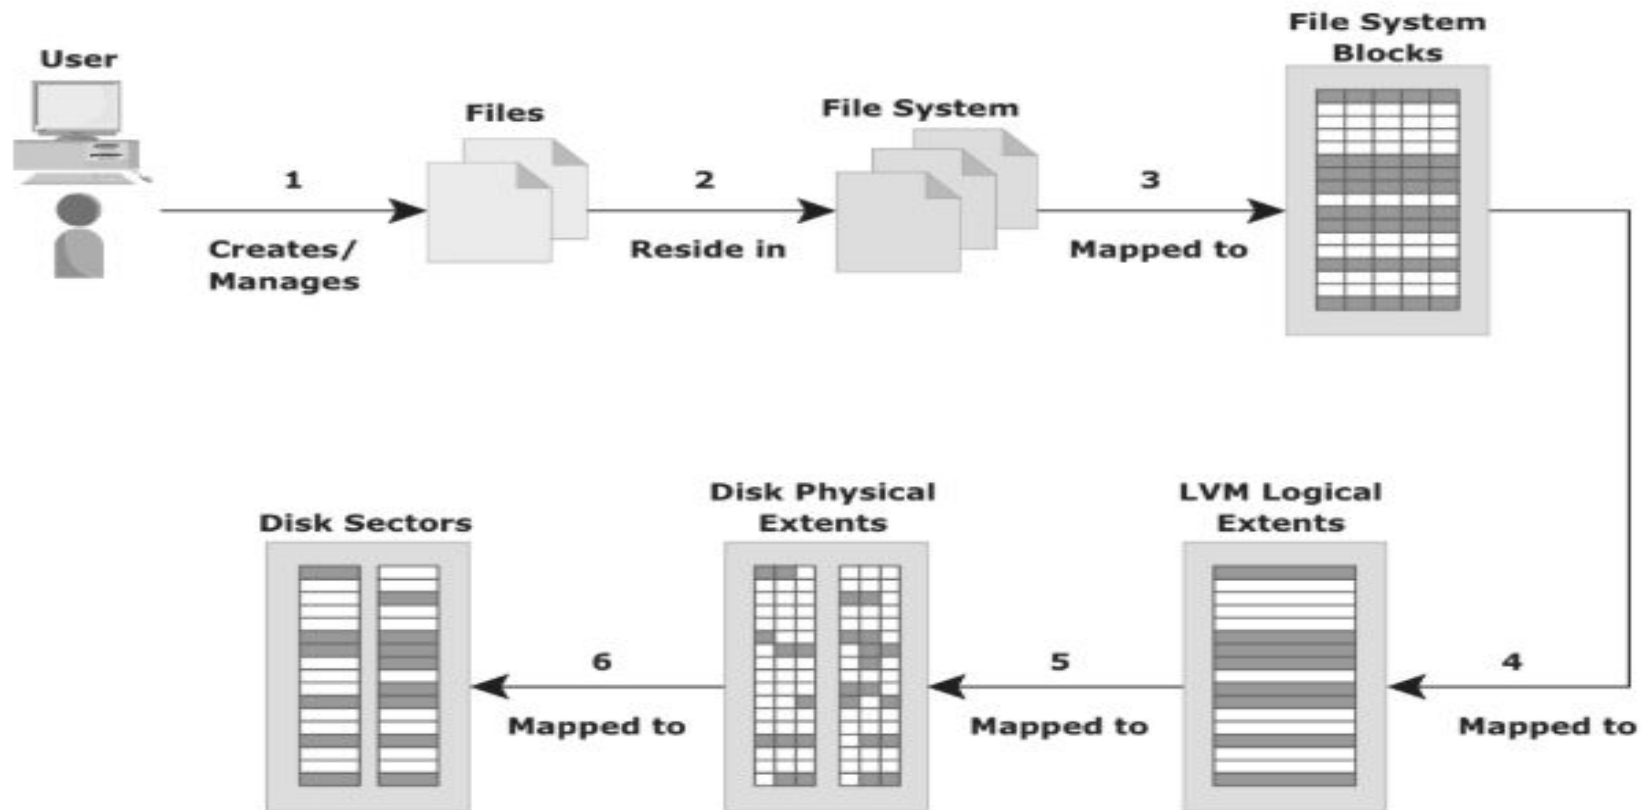 User
Files
File System
File System
Blocks
1
Creates/
Manages
2
Reside in
3
Mapped to
Disk Sectors
Disk Physical
Extents
LVM Logical
Extents
6
Mapped to
5
Mapped to
4
Mapped to